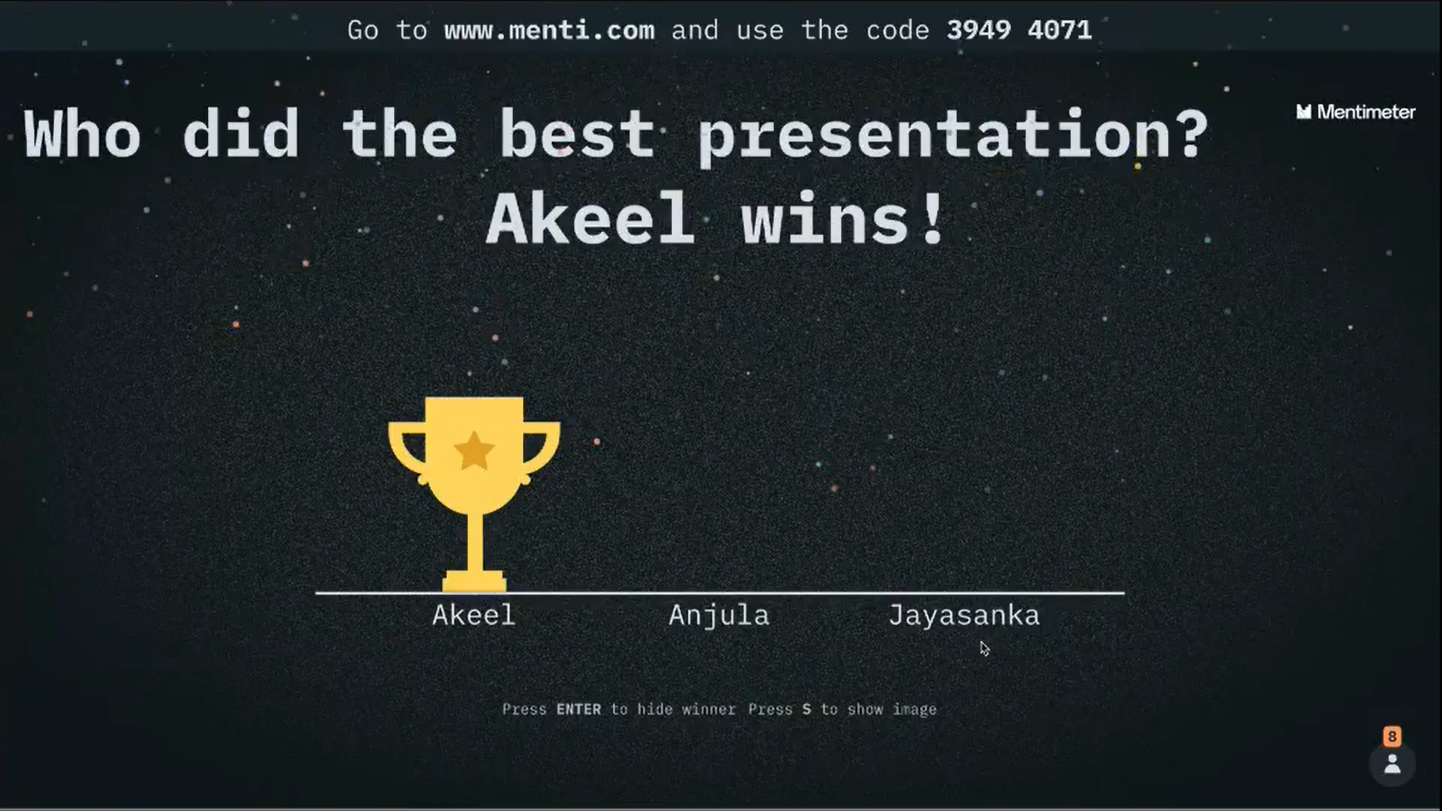 Go to www.menti.com and use the code 3949 4071
Who did the best presentation?
Mentimeter
Akeel wins!
Akeel
Anjula
Jayasanka
Press ENTER to hide winner Press S to show image
8